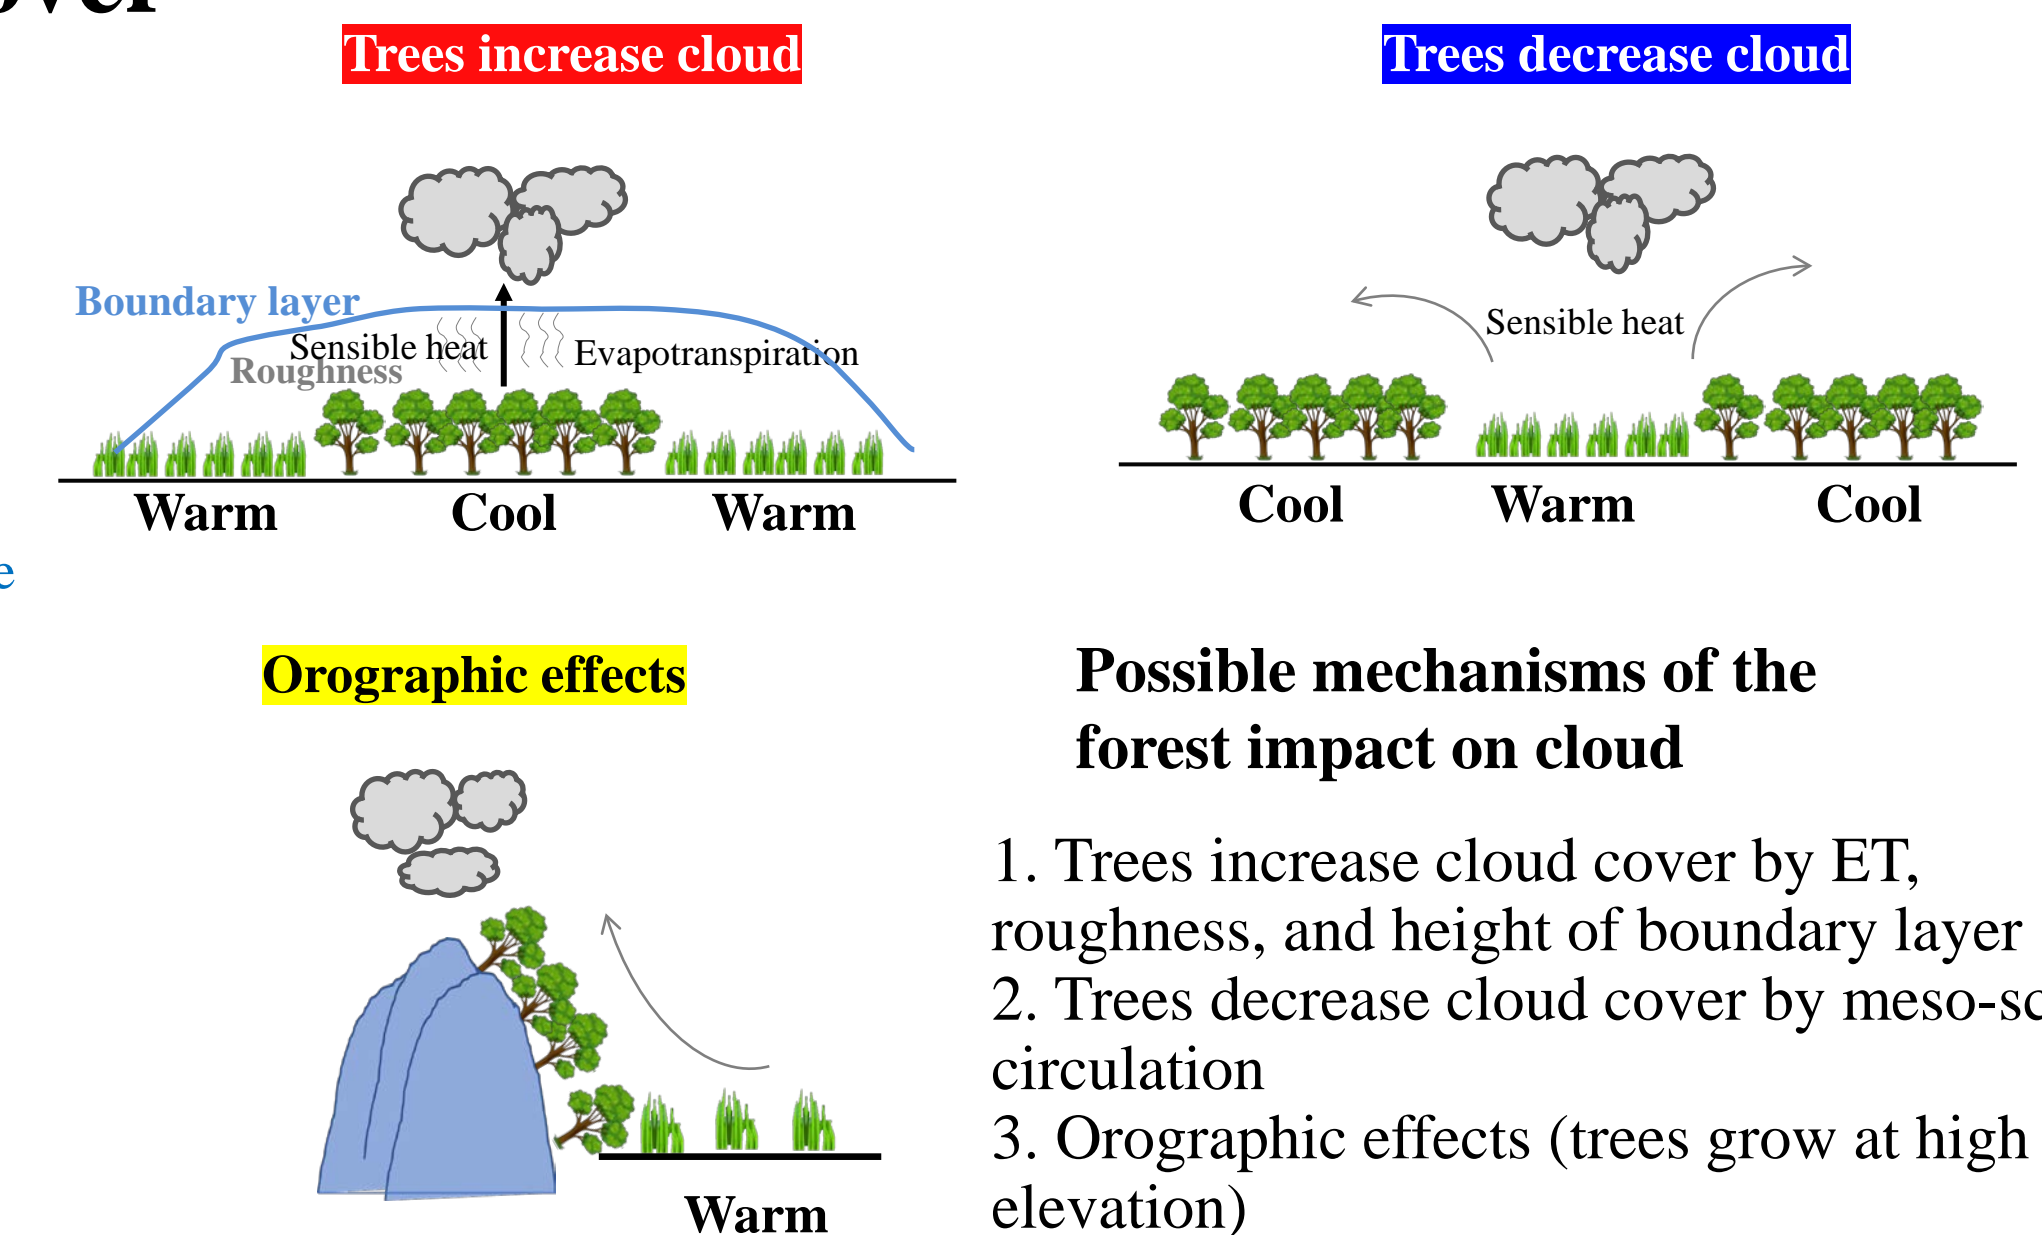 Trees increase cloud
Trees decrease cloud
Boundary layer
Sensible heat
Roughness
Evapotranspiration
Sensible heat
Warm Cool Warm
Cool Warm Cool
e
Orographic effects
Warm
Possible mechanisms of the
forest impact on cloud
1. Trees increase cloud cover by ET,
roughness, and height of boundary layer
2. Trees decrease cloud cover by meso-sc
circulation
3. Orographic effects (trees grow at high
elevation)